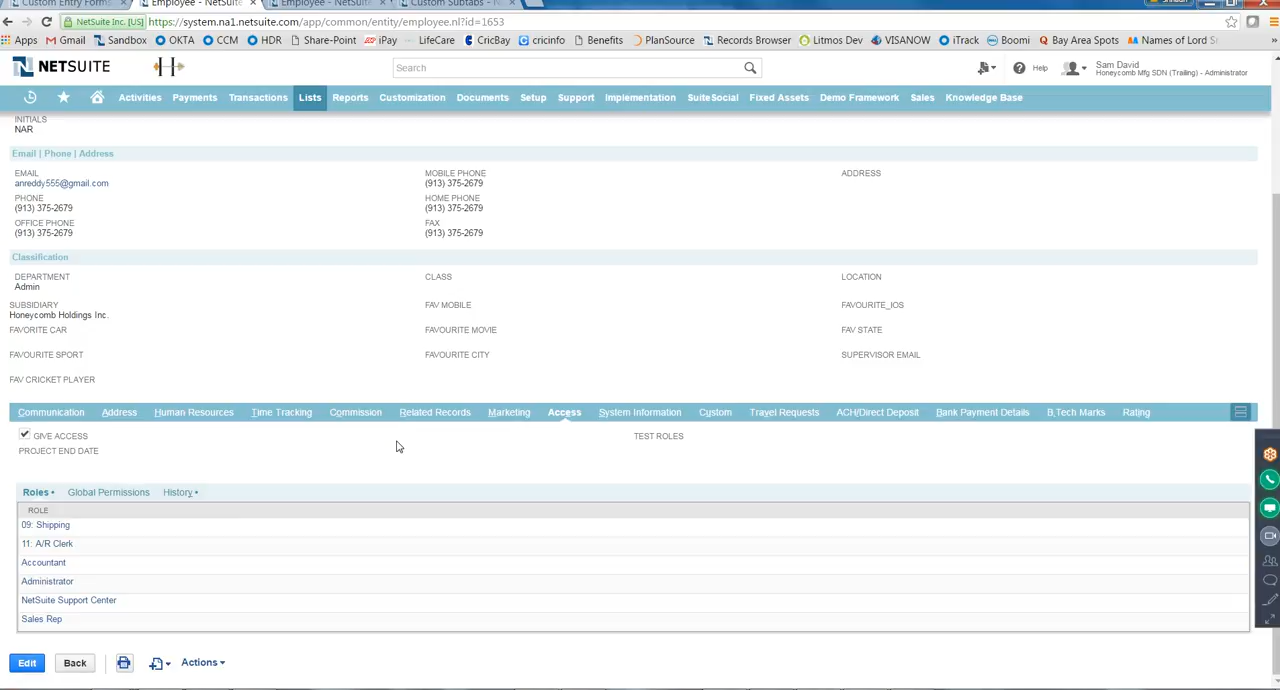 Custom Entry Forms
Employee - NetSuite
Employee - NetSuit
Custom Subtabs - N
NetSuite Inc. [US] https://system.na1.netsuite.com/app/common/entity/employee.nl?id=1653
Apps Gmail Sandbox OKTA CCM HDR Share-Point iPay LifeCare CricBay cricinfo Benefits PlanSource Records Browser Litmos Dev VISANOW iTrack Boomi Bay Area Spots Names of Lord S
NETSUITE
Search
Help
Sam David
Honeycomb Mfg SDN (Trailing) - Administrator
Activities Payments Transactions Lists Reports Customization Documents Setup Support Implementation SuiteSocial Fixed Assets Demo Framework Sales Knowledge Base
INITIALS
NAR
Email | Phone | Address
EMAIL MOBILE PHONE ADDRESS
anreddy555@gmail.com (913) 375-2679
PHONE HOME PHONE
(913) 375-2679 (913) 375-2679
OFFICE PHONE FAX
(913) 375-2679 (913) 375-2679
Classification
DEPARTMENT CLASS LOCATION
Admin
SUBSIDIARY FAV MOBILE FAVOURITE_IOS
Honeycomb Holdings Inc.
FAVORITE CAR FAVOURITE MOVIE FAV STATE
FAVOURITE SPORT FAVOURITE CITY SUPERVISOR EMAIL
FAV CRICKET PLAYER
Communication Address Human Resources Time Tracking Commission Related Records Marketing Access System Information Custom Travel Requests ACH/Direct Deposit Bank Payment Details B.Tech Marks Rating
GIVE ACCESS TEST ROLES
PROJECT END DATE
Roles • Global Permissions History •
ROLE
09: Shipping
11: A/R Clerk
Accountant
Administrator
NetSuite Support Center
Sales Rep
Edit Back Actions